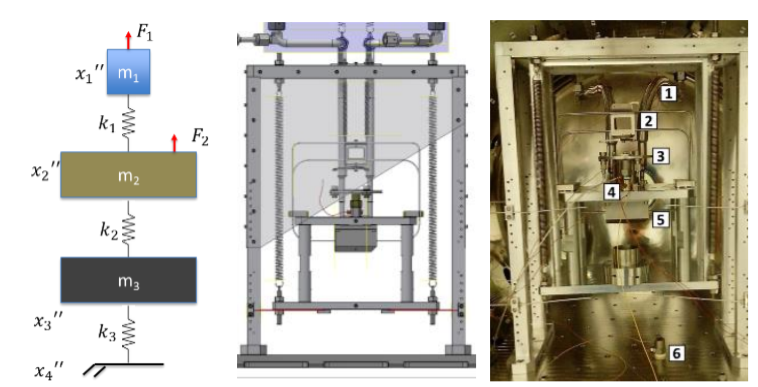 F₁
x₁′′
m₁
k₁
F₂
x₂′′
m₂
k₂
m₃
x₃′′
k₃
x₄′′
1
2
3
4
5
6